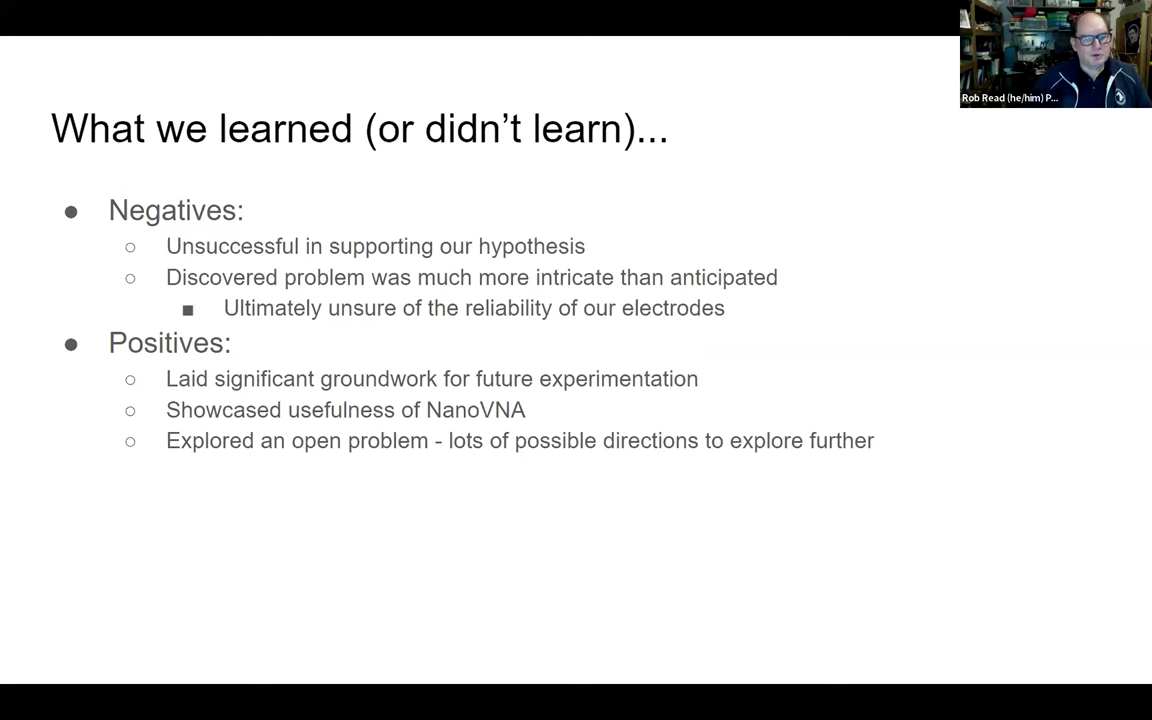 Rob Read (he/him) P...
What we learned (or didn't learn)...
● Negatives:
○ Unsuccessful in supporting our hypothesis
○ Discovered problem was much more intricate than anticipated
■ Ultimately unsure of the reliability of our electrodes
● Positives:
○ Laid significant groundwork for future experimentation
○ Showcased usefulness of NanoVNA
○ Explored an open problem - lots of possible directions to explore further